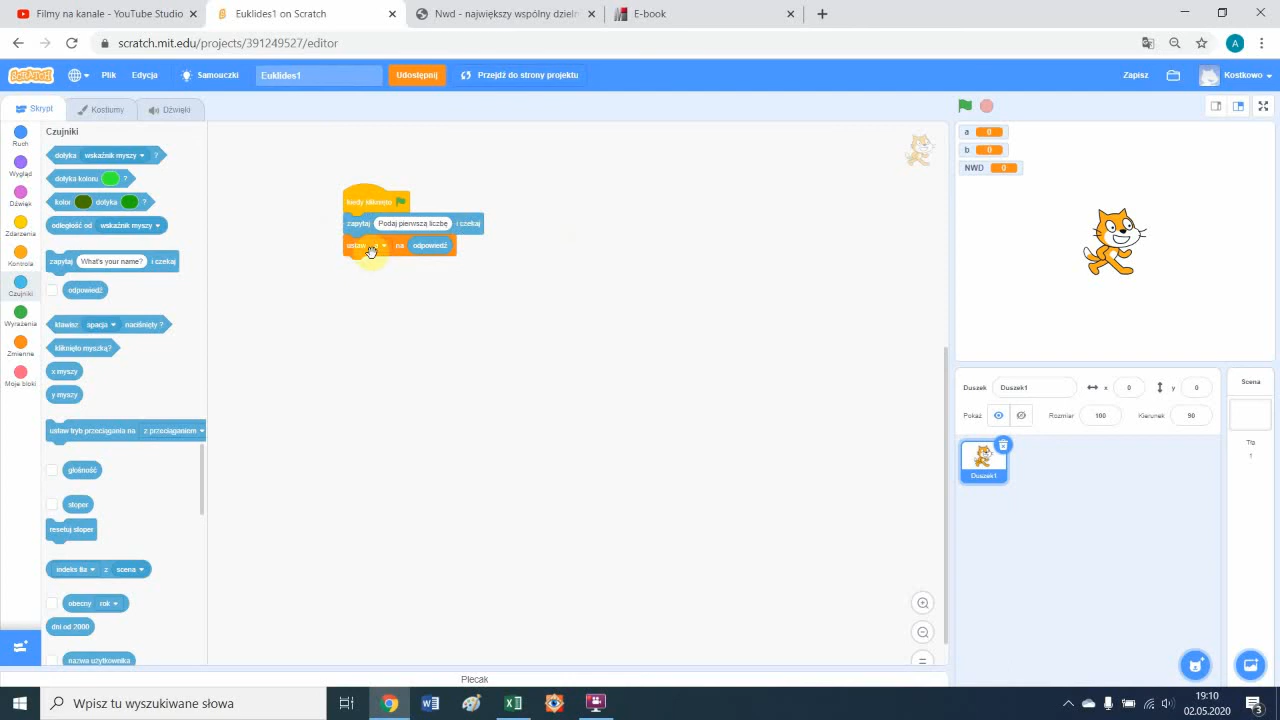 Filmy na kanale - YouTube Studio
Euklides1 on Scratch
Nwd - największy wspólny dzieln
E-book
scratch.mit.edu/projects/391249527/editor
A
SCRATCH
Plik
Edycja
Samouczki
Euklides1
Udostępnij
Przejdź do strony projektu
Zapisz
Kostkowo
Skrypt
Kostiumy
Dźwięki
Ruch
Wygląd
Dźwięk
Zdarzenia
Kontrola
Czujniki
Wyrażenia
Zmienne
Moje bloki
Czujniki
dotyka wskaźnik myszy ?
dotyka koloru ?
kolor dotyka ?
odległość od wskaźnik myszy
zapytaj What's your name? i czekaj
odpowiedź
klawisz spacja naciśnięty ?
kliknięto myszką?
x myszy
y myszy
ustaw tryb przeciągania na z przeciąganiem
głośność
stoper
resetuj stoper
indeks tła z scena
obecny rok
dni od 2000
nazwa użytkownika
kiedy kliknięto
zapytaj Podaj pierwszą liczbę i czekaj
ustaw a na odpowiedź
a 0
b 0
NWD 0
Duszek
Duszek1
x
0
y
0
Pokaż
Rozmiar
100
Kierunek
90
Duszek1
Scena
Tła
1
Plecak
Wpisz tu wyszukiwane słowa
19:10
02.05.2020
3